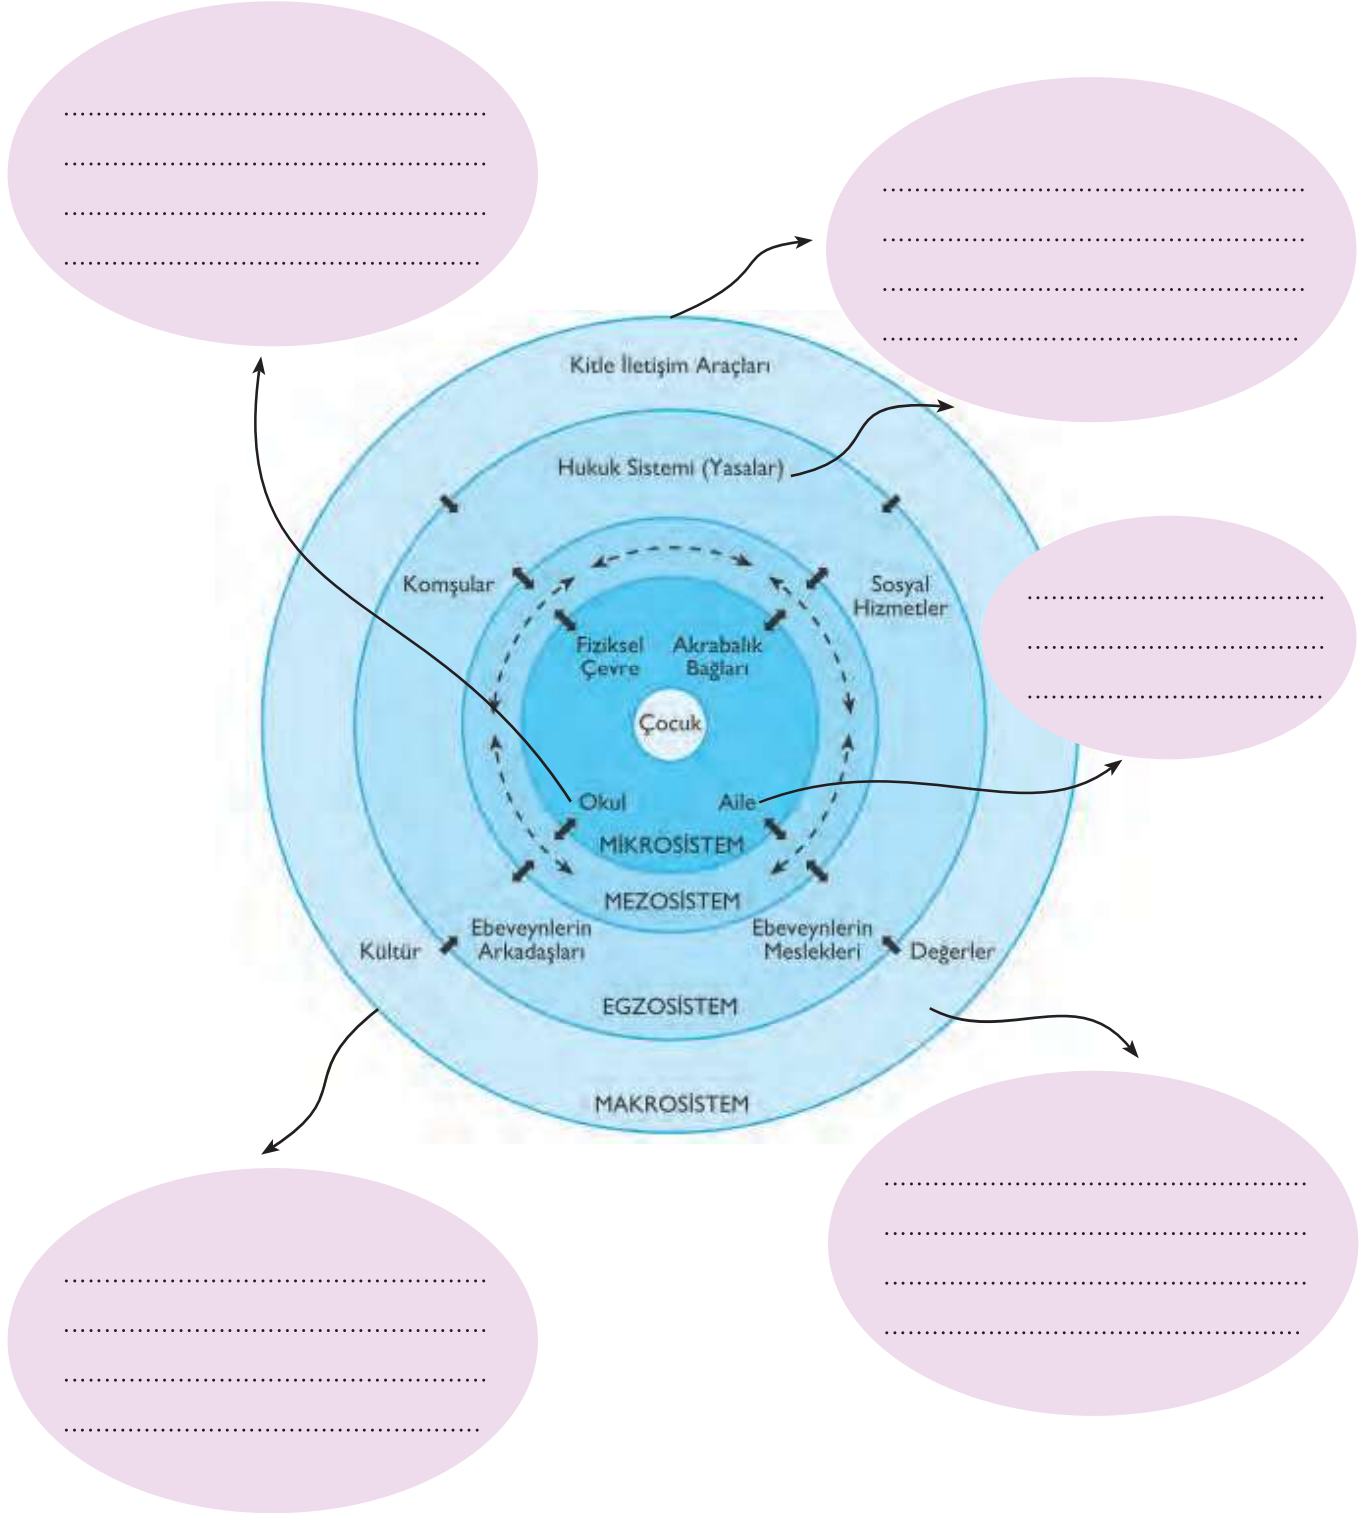 Kitle İletişim Araçları
Hukuk Sistemi (Yasalar)
Komşular
Sosyal
Hizmetler
Fiziksel
Çevre
Akrabalık
Bağları
Çocuk
Okul
Aile
MİKROSİSTEM
MEZOSİSTEM
Kültür
Ebeveynlerin
Arkadaşları
Ebeveynlerin
Meslekleri
Değerler
EGZOSİSTEM
MAKROSİSTEM